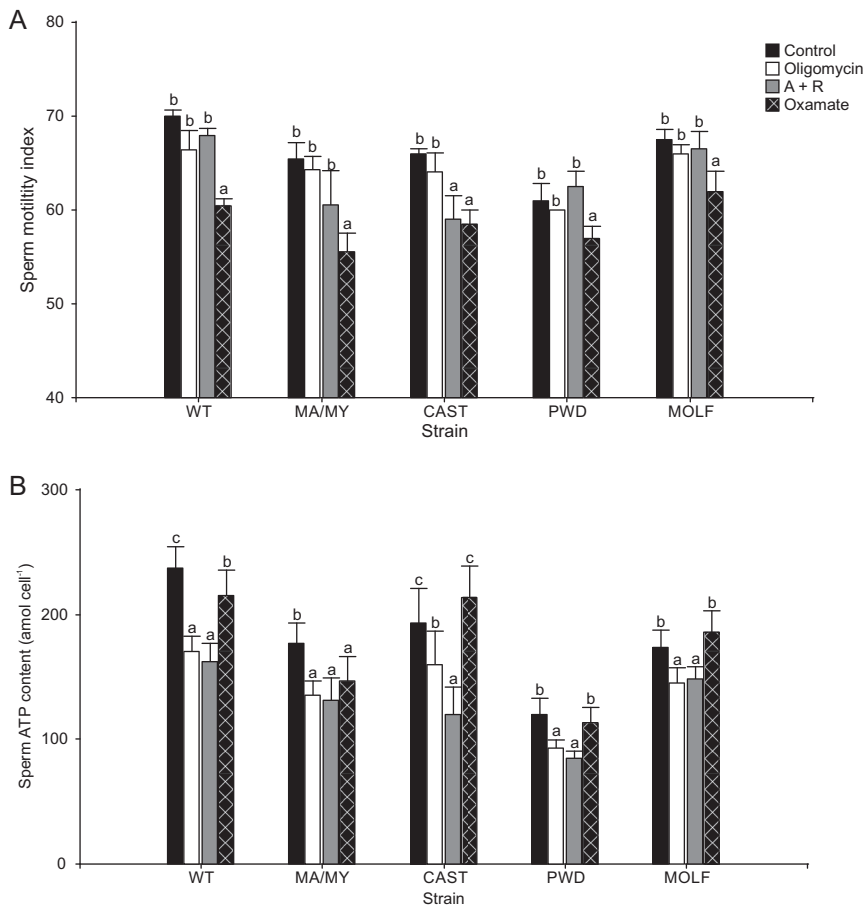 A
80
70
60
50
40
Sperm motiltity index
Control
Oligomycin
A + R
Oxamate
b
b
b
a
b
b
b
a
b
b
a
a
b
b
b
a
b
b
b
a
WT
MA/MY
CAST
PWD
MOLF
Strain
B
300
200
100
0
Sperm ATP content (amol cell⁻¹)
c
a
a
b
b
a
a
a
c
b
a
c
b
a
a
b
b
a
a
b
WT
MA/MY
CAST
PWD
MOLF
Strain